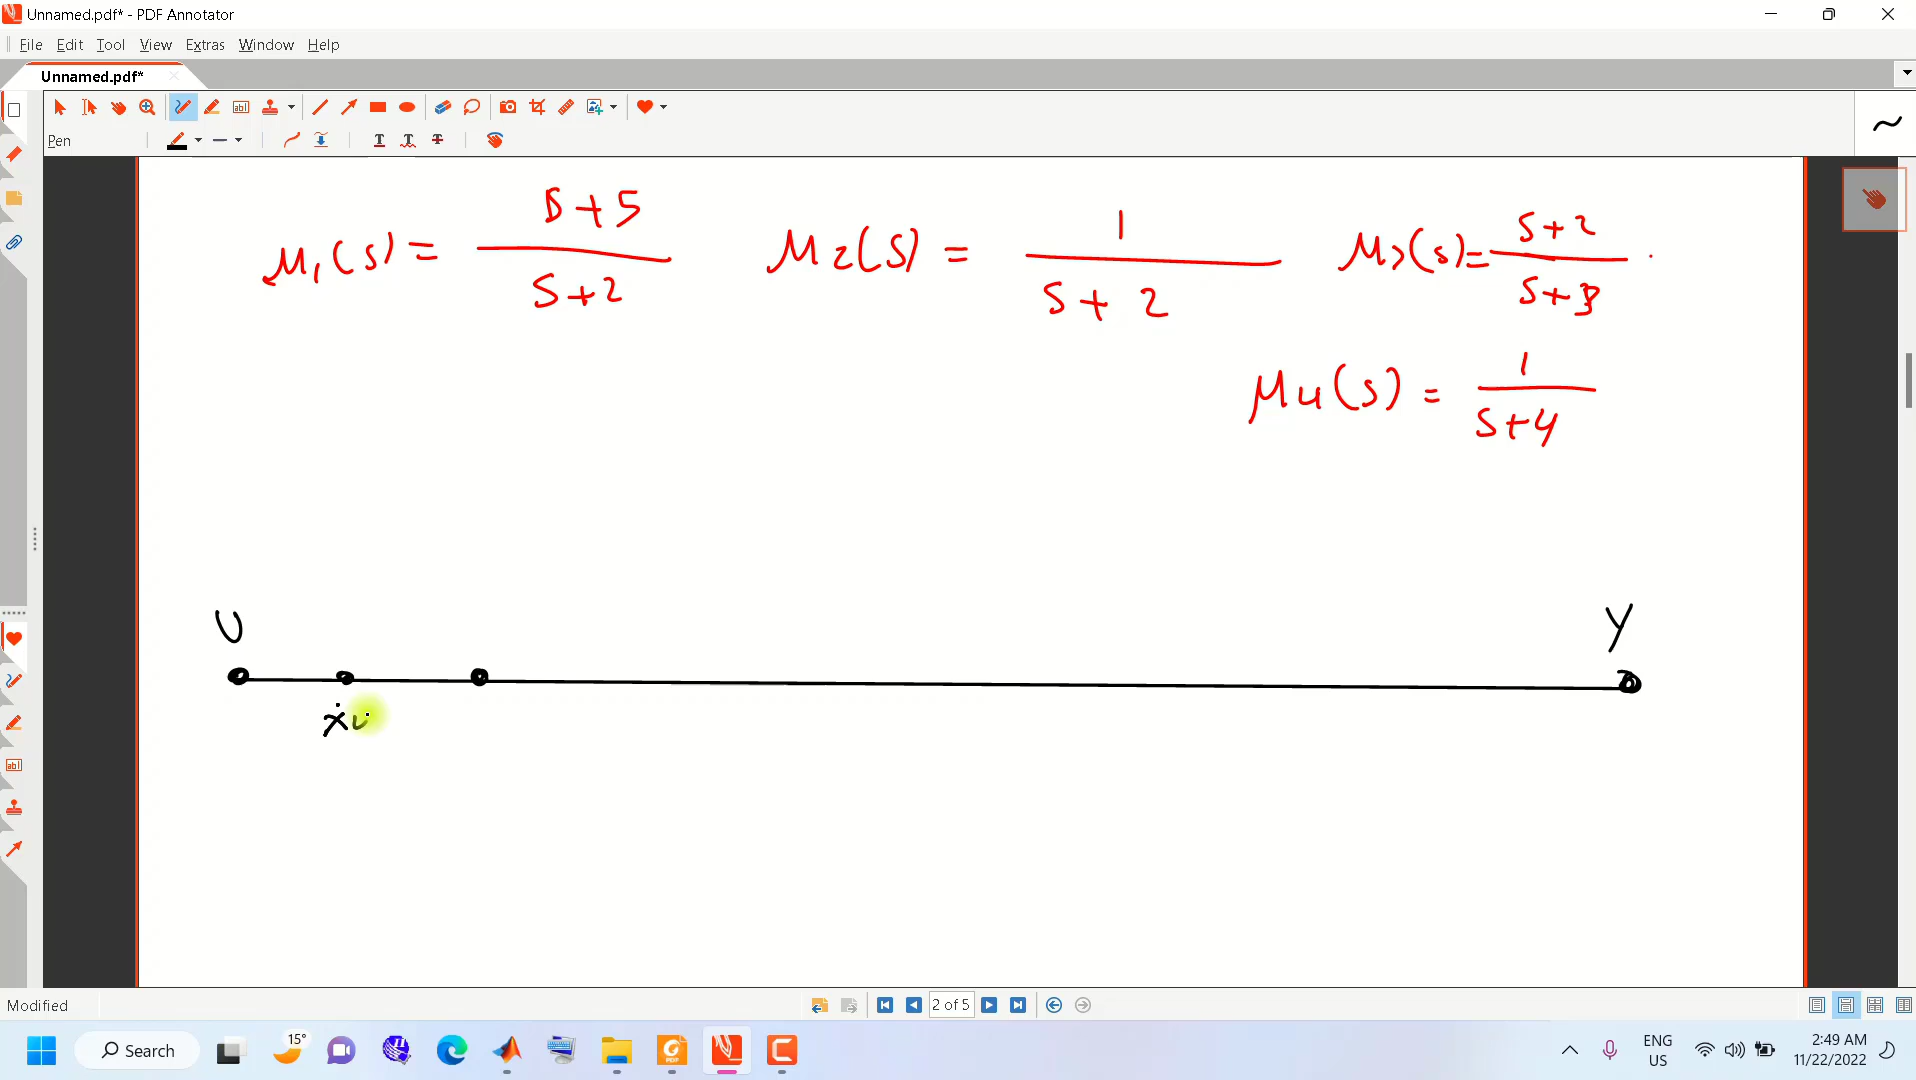 Unnamed.pdf* - PDF Annotator
File Edit Tool View Extras Window Help
Unnamed.pdf*
Pen
M1(s) = s+5 / s+2
M2(s) = 1 / s+2
M3(s) = s+2 / s+3
M4(s) = 1 / s+4
U
Y
Modified
2 of 5
15°
Search
ENG
US
2:49 AM
11/22/2022